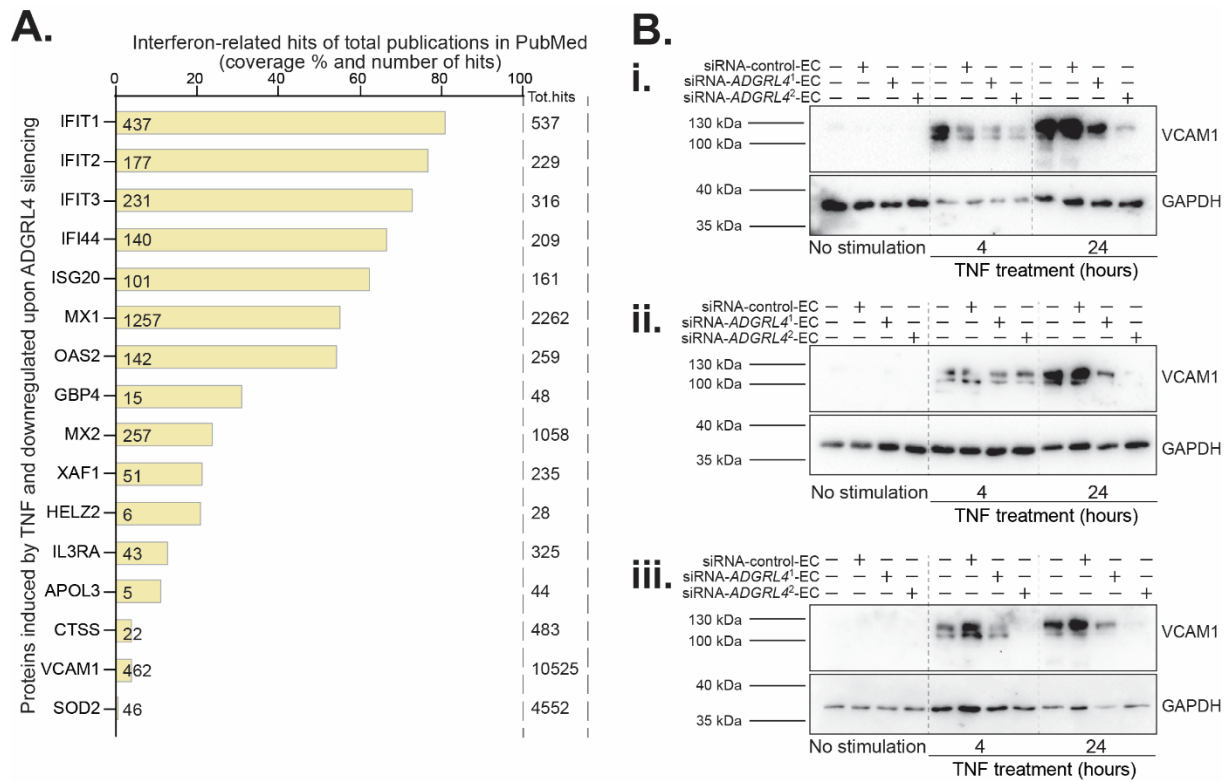 A.
Interferon-related hits of total publications in PubMed
(coverage % and number of hits)
0 20 40 60 80 100 Tot.hits
Proteins induced by TNF and downregulated upon ADGRL4 silencing
IFIT1 437 537
IFIT2 177 229
IFIT3 231 316
IFI44 140 209
ISG20 101 161
MX1 1257 2262
OAS2 142 259
GBP4 15 48
MX2 257 1058
XAF1 51 235
HELZ2 6 28
IL3RA 43 325
APOL3 5 44
CTSS 22 483
VCAM1 462 10525
SOD2 46 4552
B.
i.
siRNA-control-EC – + – – – + – – – + – –
siRNA-ADGRL4¹-EC – – + – – – + – – – + –
siRNA-ADGRL4²-EC – – – + – – – + – – – +
130 kDa
100 kDa
VCAM1
40 kDa
35 kDa
GAPDH
No stimulation 4 24
TNF treatment (hours)
ii.
siRNA-control-EC – + – – – + – – – + – –
siRNA-ADGRL4¹-EC – – + – – – + – – – + –
siRNA-ADGRL4²-EC – – – + – – – + – – – +
130 kDa
100 kDa
VCAM1
40 kDa
35 kDa
GAPDH
No stimulation 4 24
TNF treatment (hours)
iii.
siRNA-control-EC – + – – – + – – – + – –
siRNA-ADGRL4¹-EC – – + – – – + – – – + –
siRNA-ADGRL4²-EC – – – + – – – + – – – +
130 kDa
100 kDa
VCAM1
40 kDa
35 kDa
GAPDH
No stimulation 4 24
TNF treatment (hours)